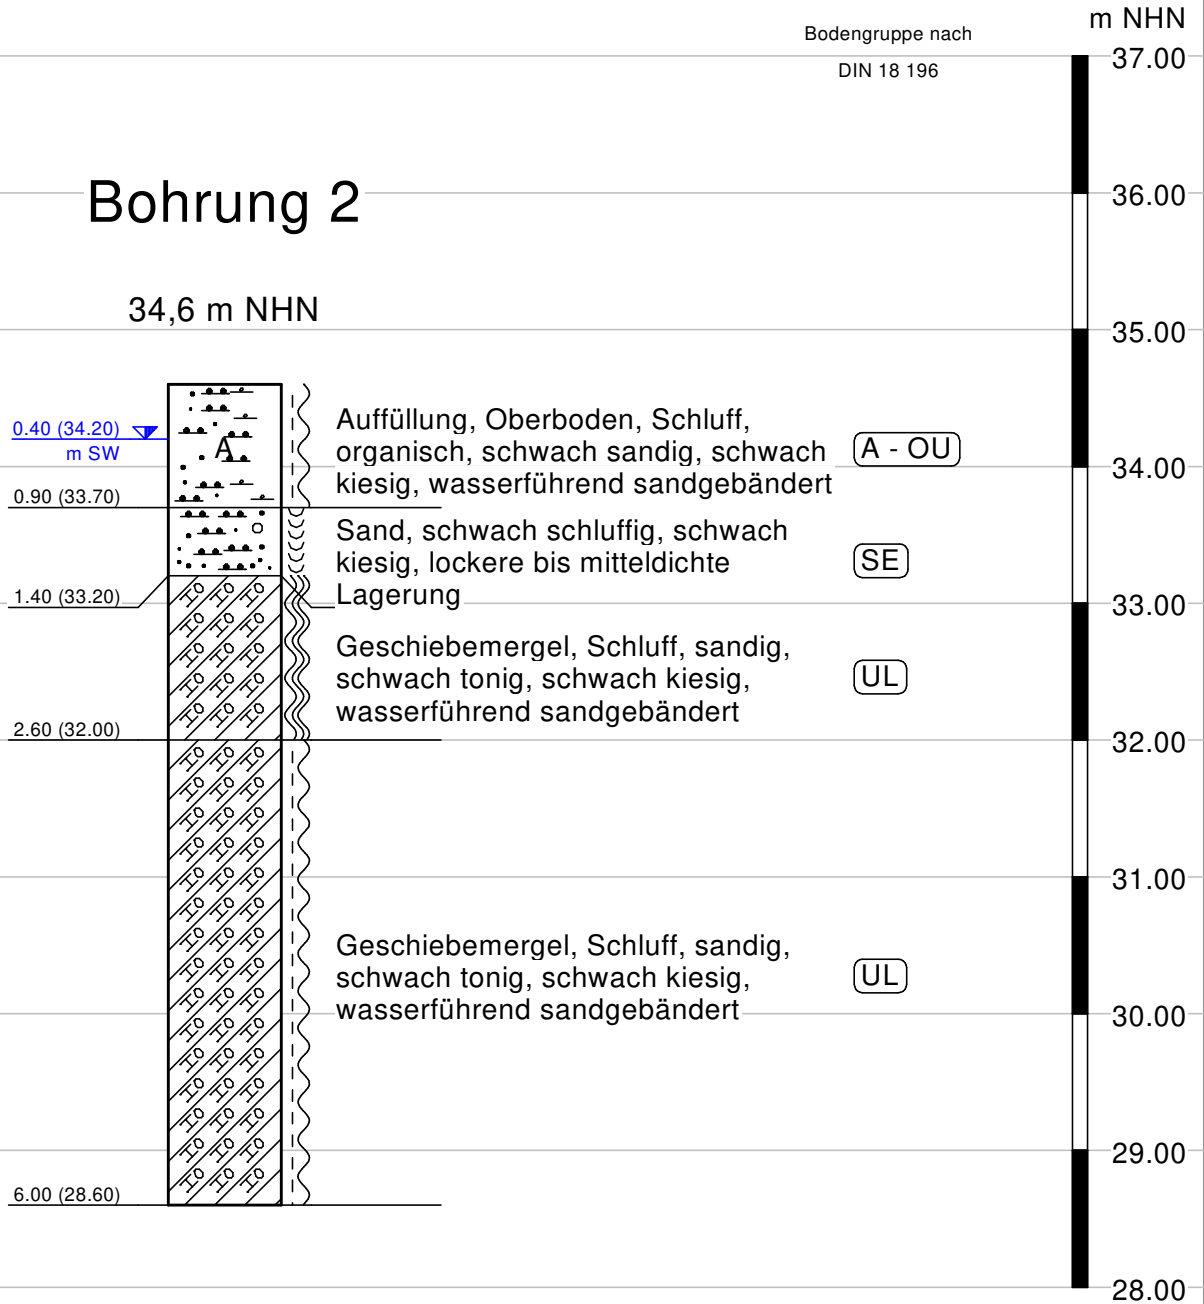 m NHN
Bodengruppe nach
DIN 18 196
37.00
Bohrung 2
36.00
34,6 m NHN
35.00
0.40 (34.20)
m SW
A
Auffüllung, Oberboden, Schluff,
organisch, schwach sandig, schwach
kiesig, wasserführend sandgebändert
A - OU
34.00
0.90 (33.70)
Sand, schwach schluffig, schwach
kiesig, lockere bis mitteldichte
Lagerung
SE
1.40 (33.20)
33.00
Geschiebemergel, Schluff, sandig,
schwach tonig, schwach kiesig,
wasserführend sandgebändert
UL
2.60 (32.00)
32.00
31.00
Geschiebemergel, Schluff, sandig,
schwach tonig, schwach kiesig,
wasserführend sandgebändert
UL
30.00
29.00
6.00 (28.60)
28.00